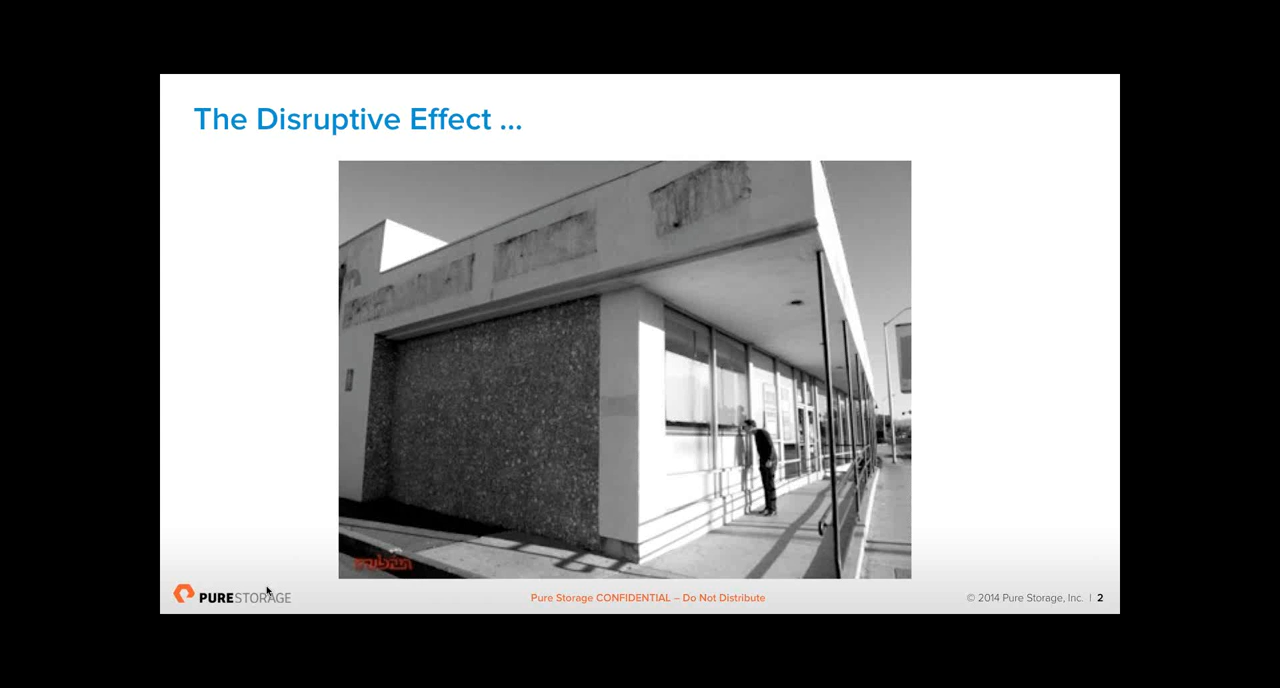 The Disruptive Effect ...
PURESTORAGE
Pure Storage CONFIDENTIAL – Do Not Distribute
© 2014 Pure Storage, Inc. | 2